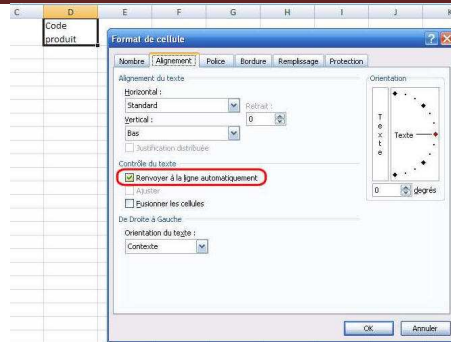 C D E F G H I J K
Code
produit
Format de cellule
Nombre Alignement Police Bordure Remplissage Protection
Alignement du texte
Horizontal :
Standard
Retrait :
Vertical :
0
Bas
Justification distribuée
Contrôle du texte
Renvoyer à la ligne automatiquement
Ajuster
Fusionner les cellules
De Droite à Gauche
Orientation du texte :
Contexte
Orientation
T
e
x
t
e
Texte
0 degrés
OK Annuler